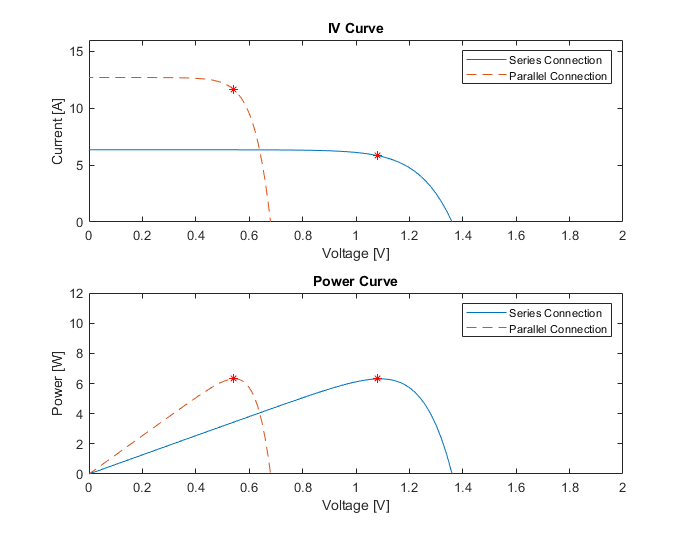 IV Curve
15
10
5
0
Current [A]
Series Connection
Parallel Connection
0 0.2 0.4 0.6 0.8 1 1.2 1.4 1.6 1.8 2
Voltage [V]
Power Curve
12
10
8
6
4
2
0
Power [W]
Series Connection
Parallel Connection
0 0.2 0.4 0.6 0.8 1 1.2 1.4 1.6 1.8 2
Voltage [V]